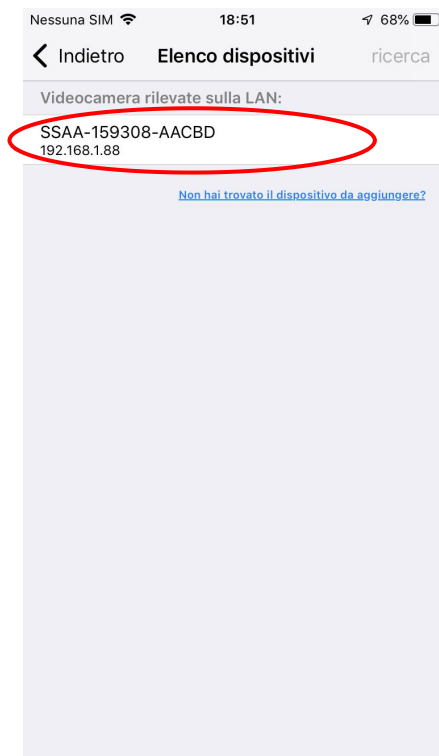 Nessuna SIM 18:51 68%
Indietro Elenco dispositivi ricerca
Videocamera rilevate sulla LAN:
SSAA-159308-AACBD
192.168.1.88
Non hai trovato il dispositivo da aggiungere?